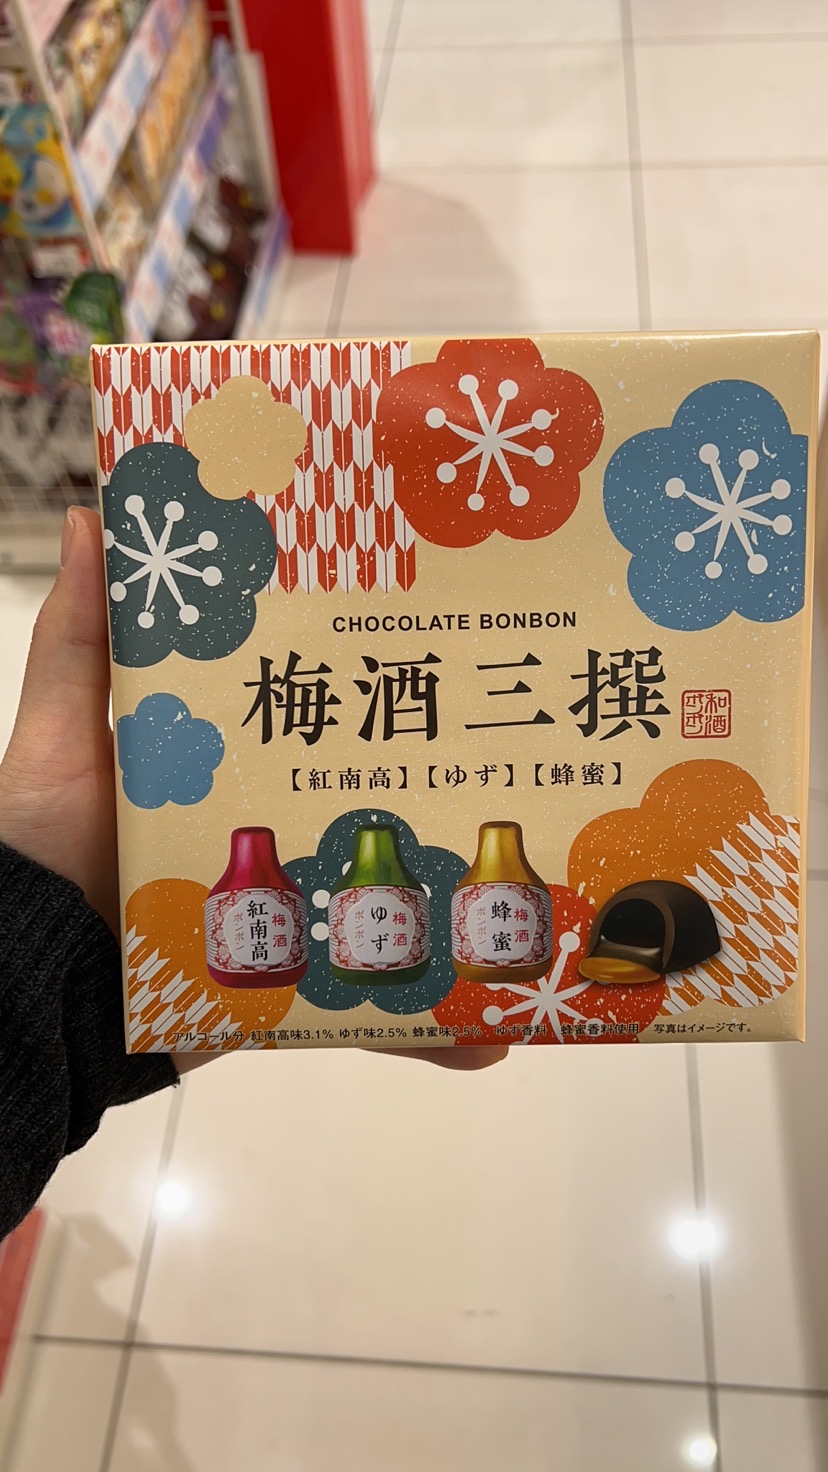 CHOCOLATE BONBON
梅酒三撰
和酒
【紅南高】【ゆず】【蜂蜜】
梅酒
紅南高
ボンボン
梅酒
ゆず
ボンボン
梅酒
蜂蜜
ボンボン
アルコール分 紅南高味3.1% ゆず味2.5% 蜂蜜味2.5% ゆず香料、蜂蜜香料使用 写真はイメージです。